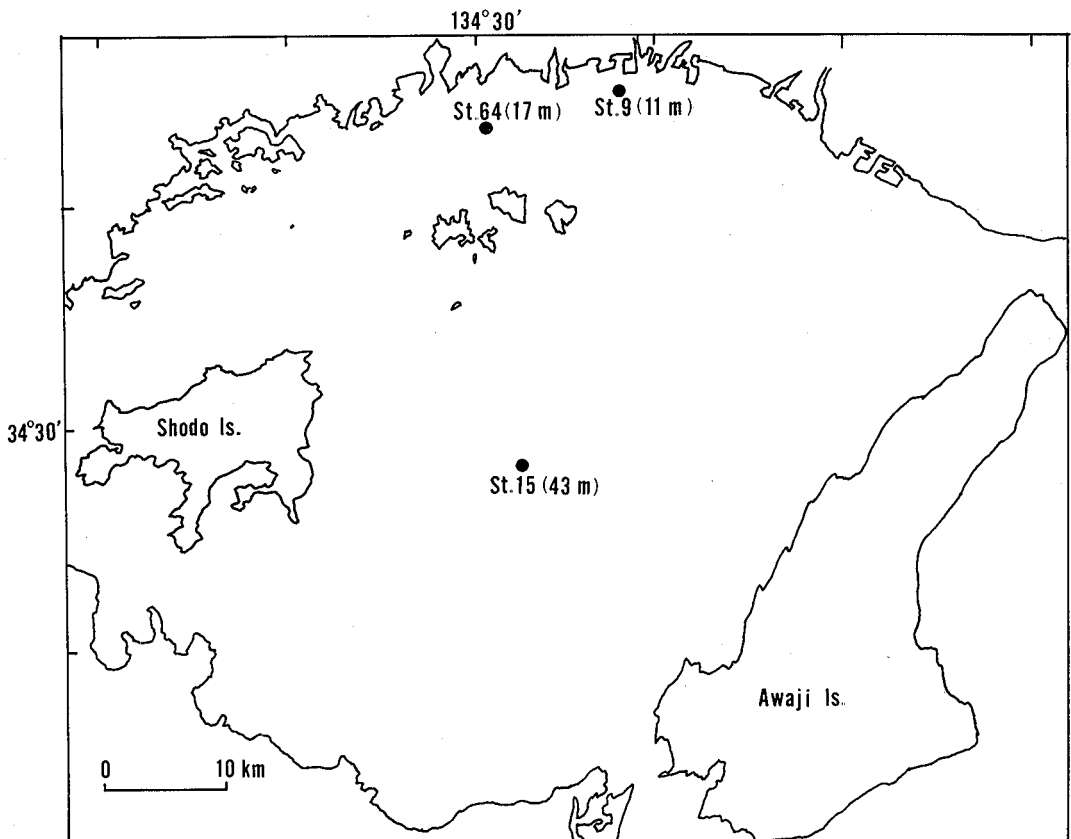 134°30'
St.64(17 m)
St.9(11 m)
34°30'
Shodo Is.
St.15(43 m)
Awaji Is.
0 10 km